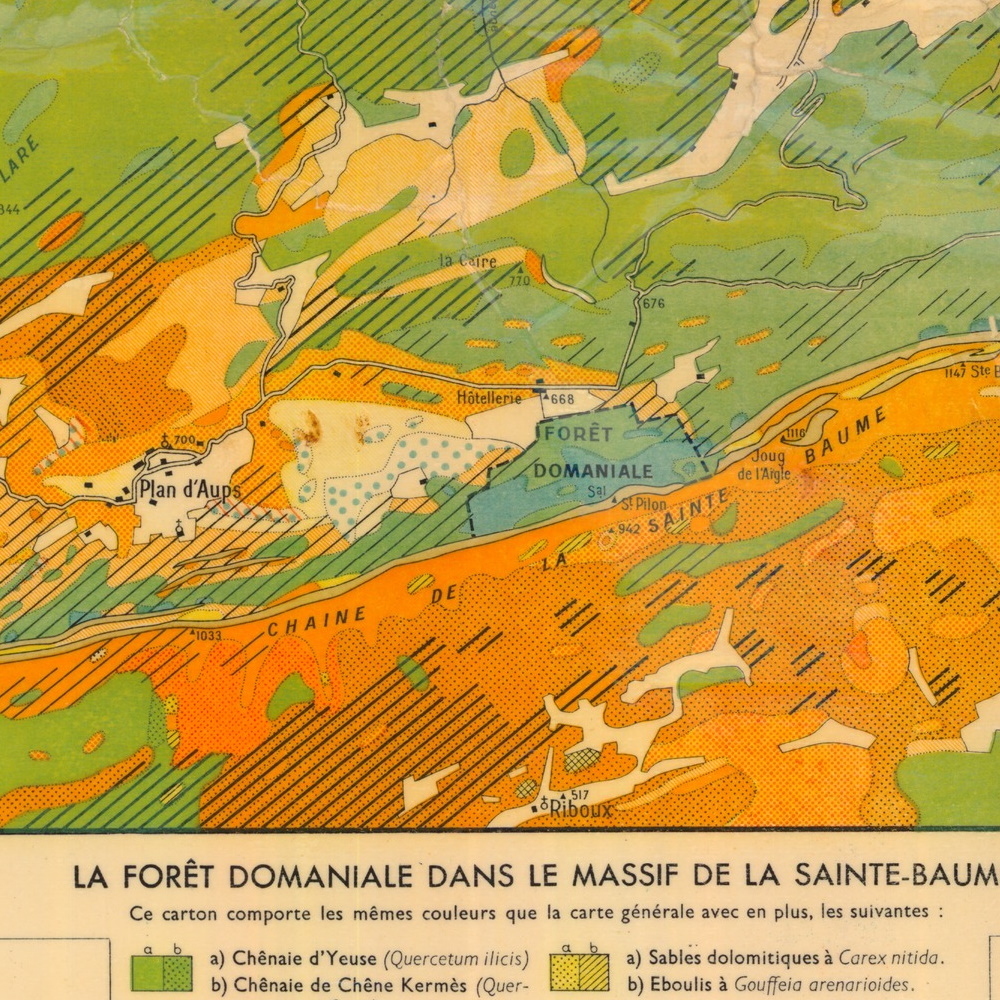 LARE
344
la Caire
770
676
1147 Ste B
Hôtellerie
668
1116
BAUME
FORÊT
DOMANIALE
Joug
de l'Aigle
700
Plan d'Aups
St Pilon
942
SAINTE
LA
DE
CHAINE
1033
517
Riboux
LA FORÊT DOMANIALE DANS LE MASSIF DE LA SAINTE-BAUM
Ce carton comporte les mêmes couleurs que la carte générale avec en plus, les suivantes :
a b
a) Chênaie d'Yeuse (Quercetum ilicis)
b) Chênaie de Chêne Kermès (Quer-
a b
a) Sables dolomitiques à Carex nitida.
b) Eboulis à Gouffeia arenarioides.